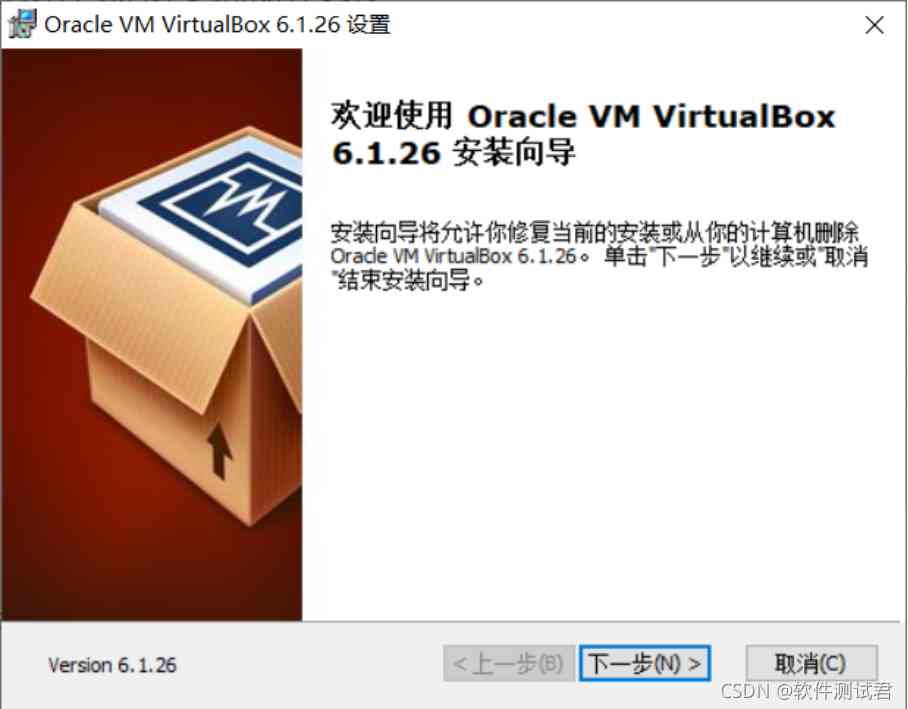 Oracle VM VirtualBox 6.1.26 设置
欢迎使用 Oracle VM VirtualBox
6.1.26 安装向导
安装向导将允许你修复当前的安装或从你的计算机删除
Oracle VM VirtualBox 6.1.26。 单击"下一步"以继续或"取消
"结束安装向导。
Version 6.1.26
< 上一步(B)
下一步(N) >
取消(C)
CSDN @软件测试君